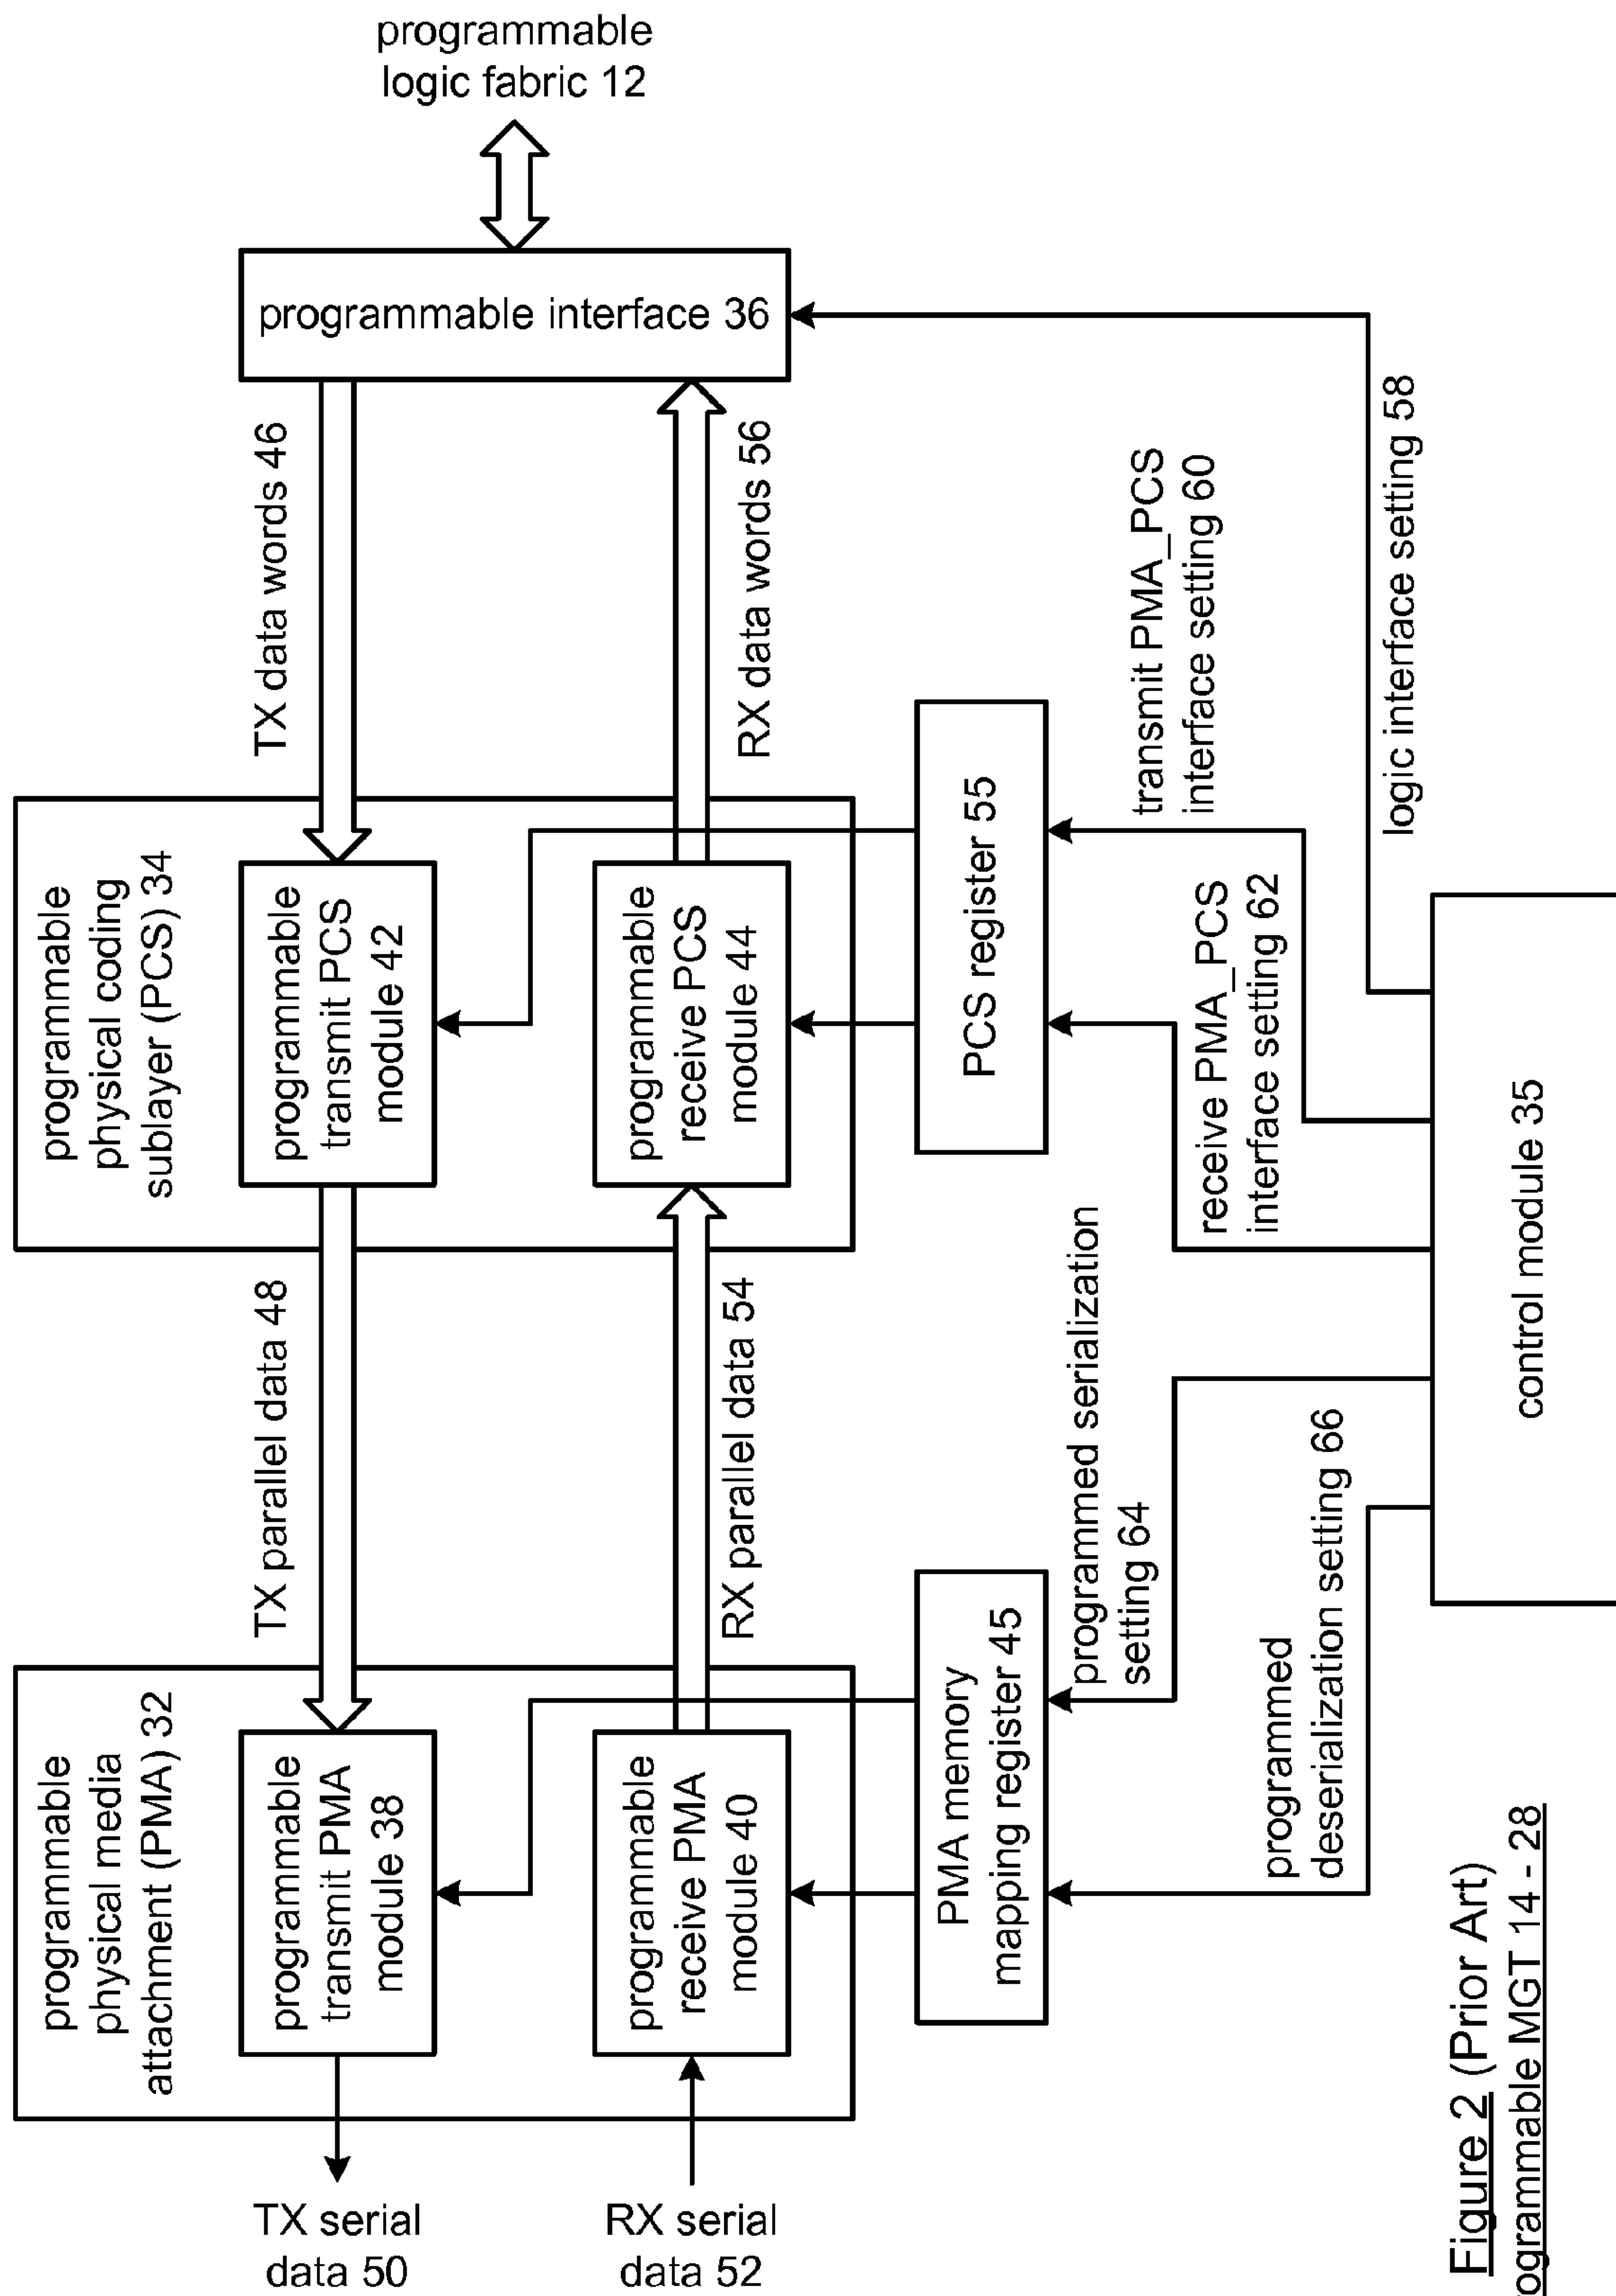 programmable
logic fabric 12
programmable interface 36
TX data words 46
RX data words 56
programmable
physical coding
sublayer (PCS) 34
programmable
transmit PCS
module 42
programmable
receive PCS
module 44
TX parallel data 48
RX parallel data 54
programmable
physical media
attachment (PMA) 32
programmable
transmit PMA
module 38
programmable
receive PMA
module 40
TX serial
data 50
RX serial
data 52
PCS register 55
PMA memory
mapping register 45
transmit PMA_PCS
interface setting 60
logic interface setting 58
receive PMA_PCS
interface setting 62
programmed serialization
setting 64
programmed
deserialization setting 66
control module 35
Figure 2 (Prior Art)
ogrammable MGT 14 - 28